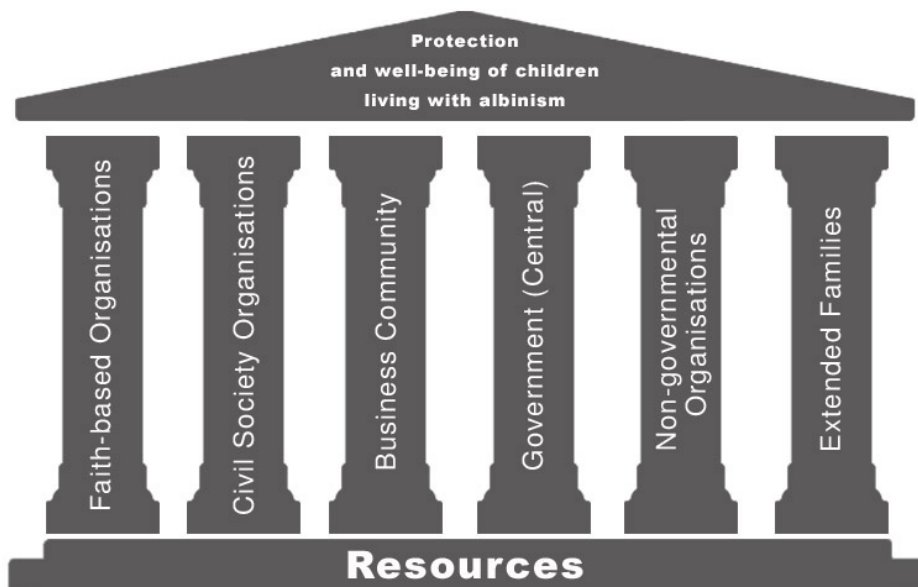 Protection
and well-being of children
living with albinism
Faith-based Organisations
Civil Society Organisations
Business Community
Government (Central)
Non-governmental
Organisations
Extended Families
Resources